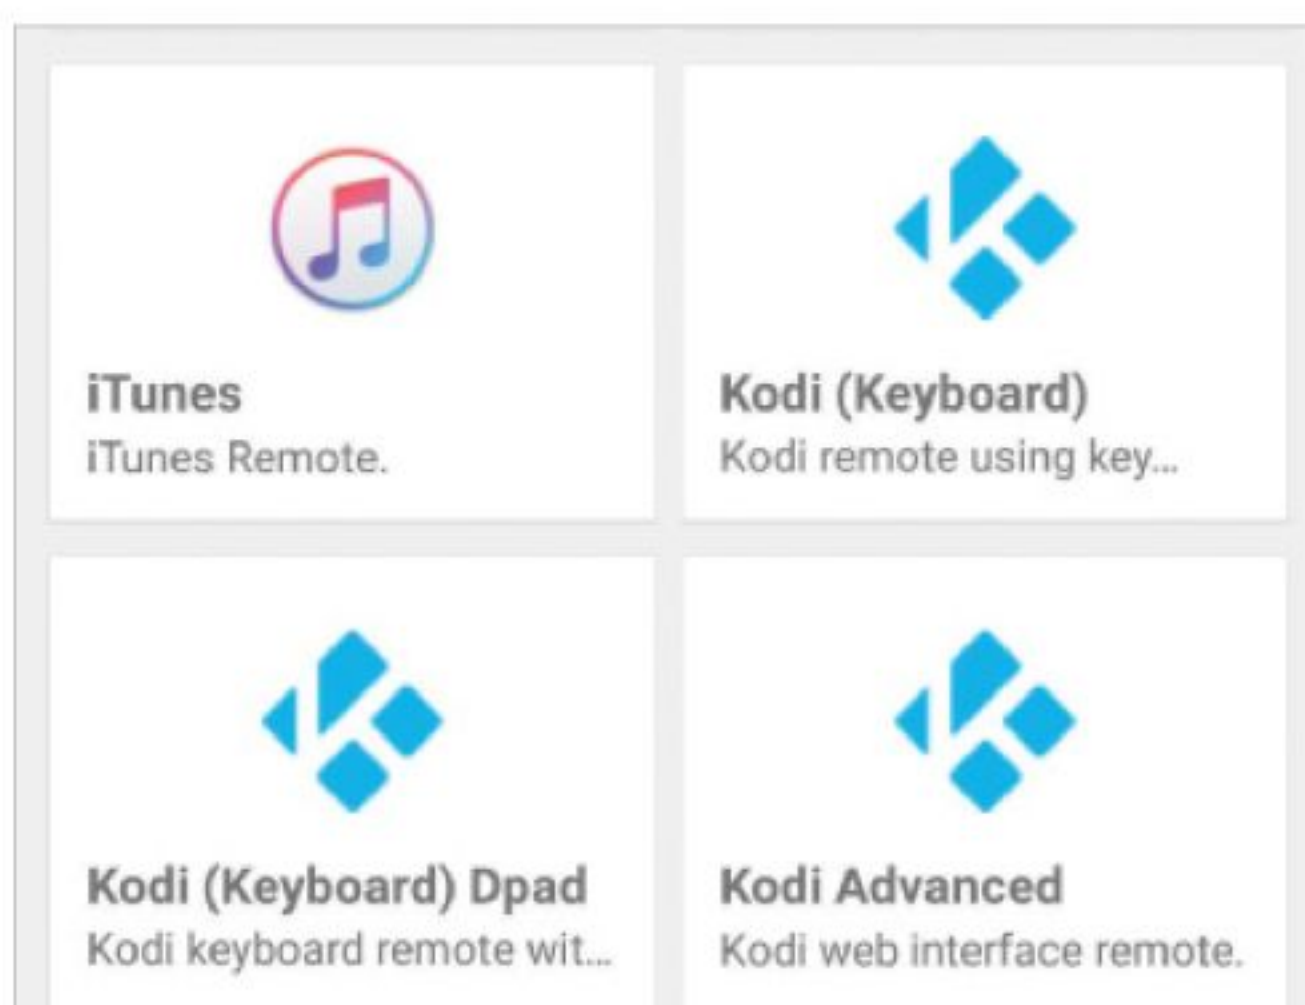 iTunes
iTunes Remote.
Kodi (Keyboard)
Kodi remote using key...
Kodi (Keyboard) Dpad
Kodi keyboard remote wit...
Kodi Advanced
Kodi web interface remote.